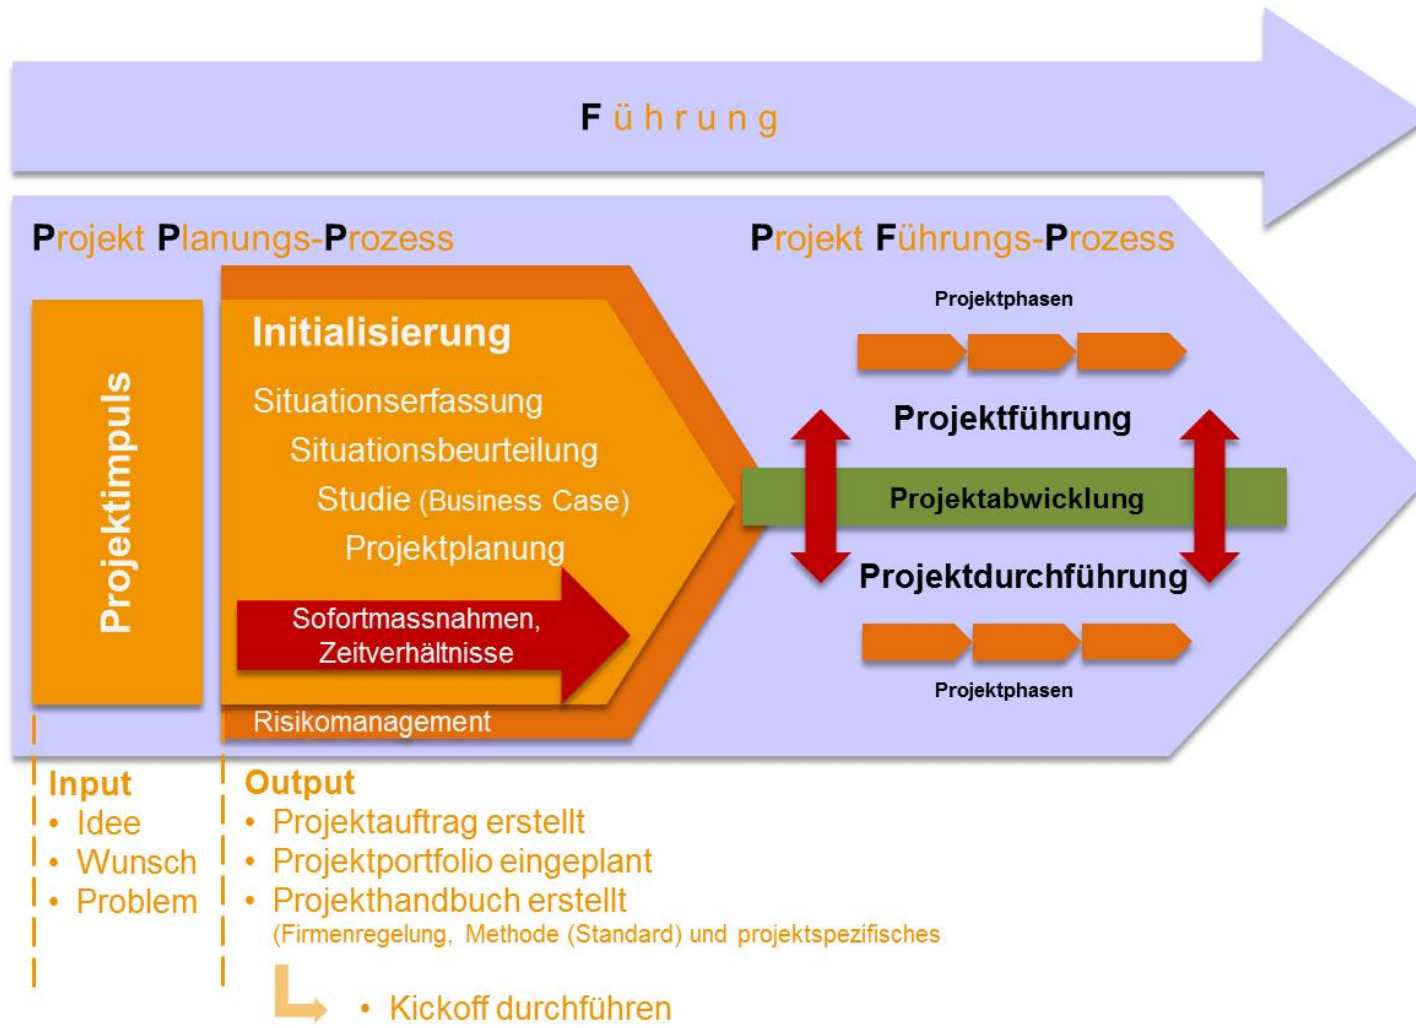 Führung
Projekt Planungs-Prozess
Projektimpuls
Initialisierung
Situationserfassung
Situationsbeurteilung
Studie (Business Case)
Projektplanung
Sofortmassnahmen,
Zeitverhältnisse
Risikomanagement
Projekt Führungs-Prozess
Projektphasen
Projektführung
Projektabwicklung
Projektdurchführung
Projektphasen
Input
• Idee
• Wunsch
• Problem
Output
• Projektauftrag erstellt
• Projektportfolio eingeplant
• Projekthandbuch erstellt
(Firmenregelung, Methode (Standard) und projektspezifisches
• Kickoff durchführen